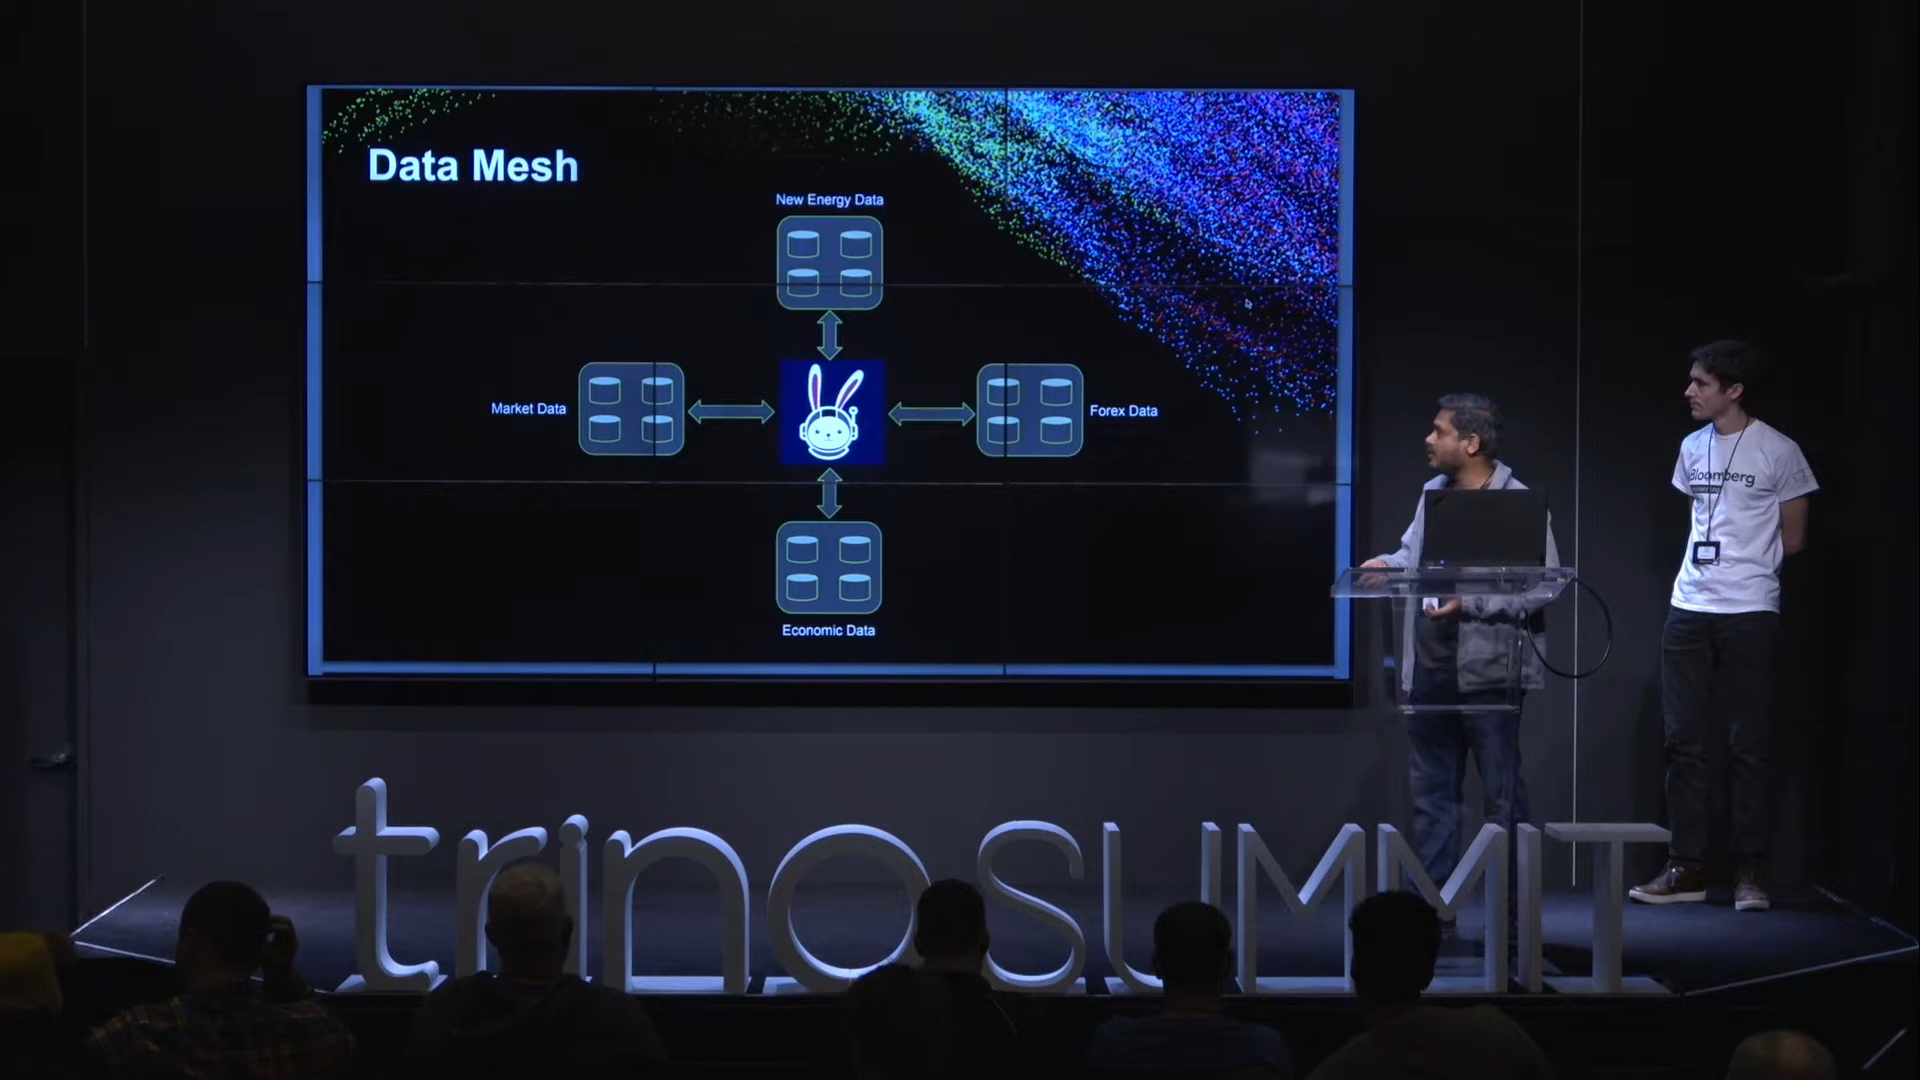 Data Mesh
New Energy Data
Market Data
Forex Data
Economic Data
Bloomberg
trinosummIT